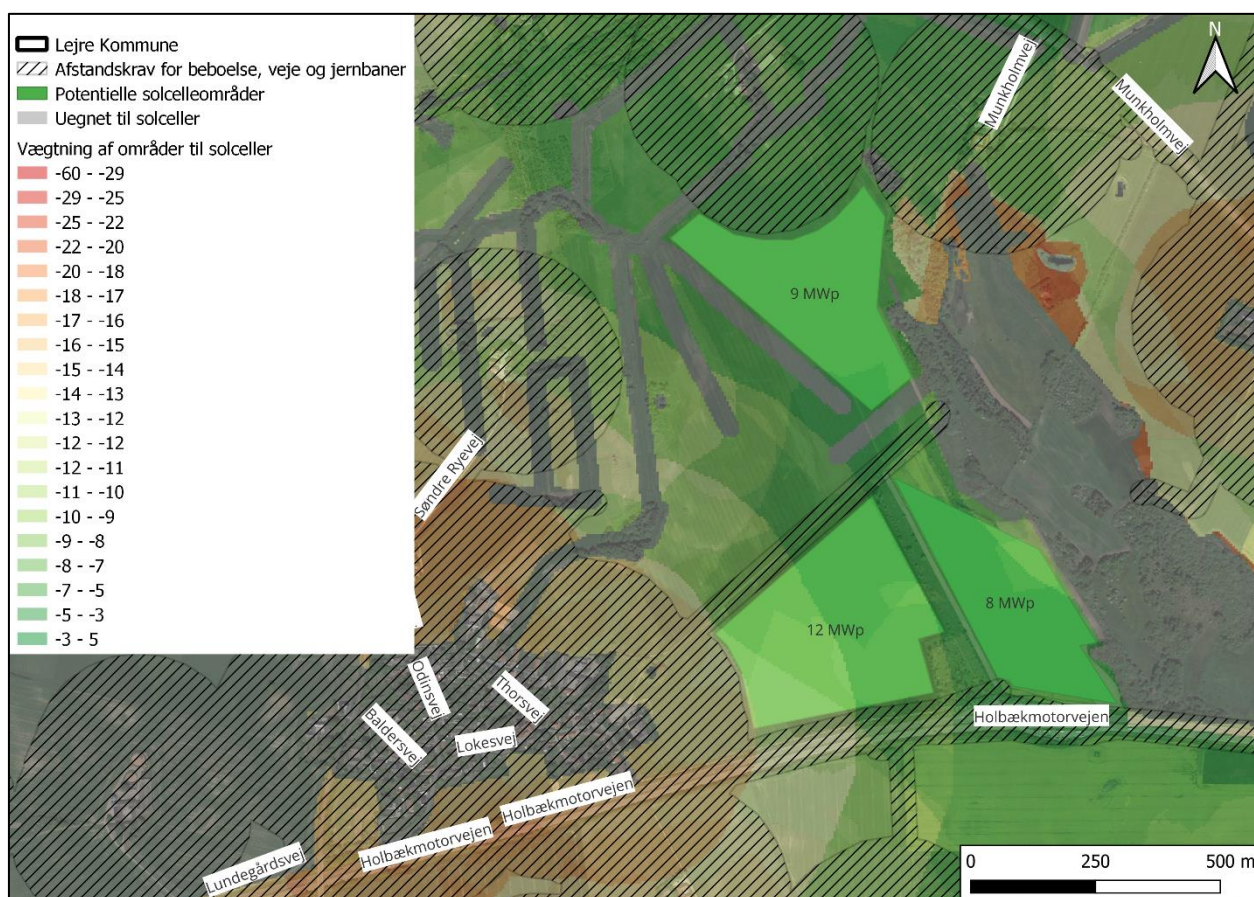 Lejre Kommune
Afstandskrav for beboelse, veje og jernbaner
Potentielle solcelleområder
Uegnet til solceller
Vægtning af områder til solceller
-60 - -29
-29 - -25
-25 - -22
-22 - -20
-20 - -18
-18 - -17
-17 - -16
-16 - -15
-15 - -14
-14 - -13
-13 - -12
-12 - -12
-12 - -11
-11 - -10
-10 - -9
-9 - -8
-8 - -7
-7 - -5
-5 - -3
-3 - 5
N
Munkholmvej
Munkholmvej
9 MWp
Søndre Ryevej
8 MWp
12 MWp
Odinsvej
Thorsvej
Baldersvej
Lokesvej
Holbækmotorvejen
Holbækmotorvejen
Holbækmotorvejen
Lundegårdsvej
0 250 500 m